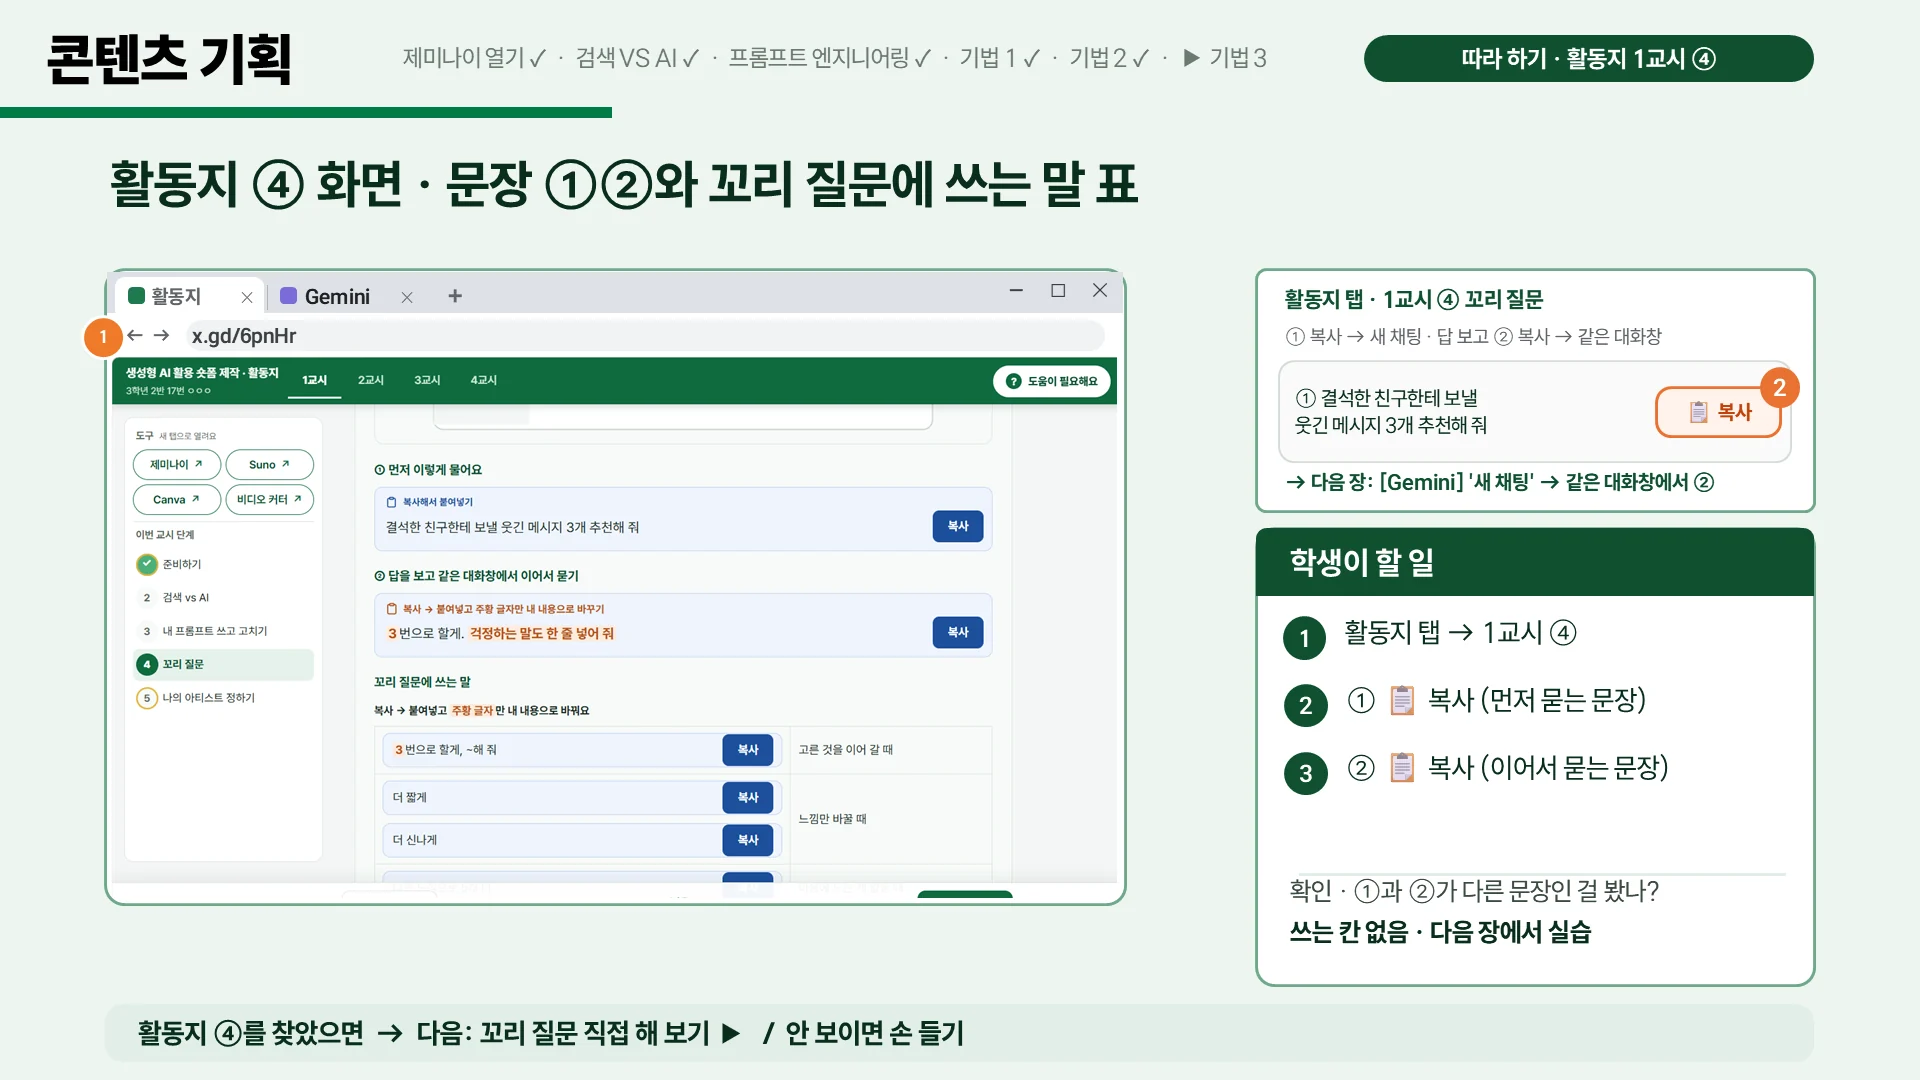 콘텐츠 기획
제미나이 열기 ✓ · 검색 VS AI ✓ · 프롬프트 엔지니어링 ✓ · 기법 1 ✓ · 기법 2 ✓ · ▶ 기법 3
따라 하기 · 활동지 1교시 ④
활동지 ④ 화면 · 문장 ①②와 꼬리 질문에 쓰는 말 표
활동지
Gemini
1
x.gd/6pnHr
생성형 AI 활용 숏폼 제작 · 활동지
3학년 2반 17번 ㅇㅇㅇ
1교시
2교시
3교시
4교시
? 도움이 필요해요
도구 새 탭으로 열려요
제미나이 ↗
Suno ↗
Canva ↗
비디오 커터 ↗
이번 교시 단계
준비하기
2 검색 vs AI
3 내 프롬프트 쓰고 고치기
4 꼬리 질문
5 나의 아티스트 정하기
① 먼저 이렇게 물어요
복사해서 붙여넣기
결석한 친구한테 보낼 웃긴 메시지 3개 추천해 줘
복사
② 답을 보고 같은 대화창에서 이어서 묻기
복사 → 붙여넣고 주황 글자만 내 내용으로 바꾸기
3번으로 할게. 걱정하는 말도 한 줄 넣어 줘
복사
꼬리 질문에 쓰는 말
복사 → 붙여넣고 주황 글자만 내 내용으로 바꿔요
3번으로 할게, ~해 줘
복사
고른 것을 이어 갈 때
더 짧게
복사
느낌만 바꿀 때
더 신나게
복사
활동지 탭 · 1교시 ④ 꼬리 질문
① 복사 → 새 채팅 · 답 보고 ② 복사 → 같은 대화창
① 결석한 친구한테 보낼
웃긴 메시지 3개 추천해 줘
📋 복사
2
→ 다음 장: [Gemini] '새 채팅' → 같은 대화창에서 ②
학생이 할 일
1 활동지 탭 → 1교시 ④
2 ① 📋 복사 (먼저 묻는 문장)
3 ② 📋 복사 (이어서 묻는 문장)
확인 · ①과 ②가 다른 문장인 걸 봤나?
쓰는 칸 없음 · 다음 장에서 실습
활동지 ④를 찾았으면 → 다음: 꼬리 질문 직접 해 보기 ▶ / 안 보이면 손 들기